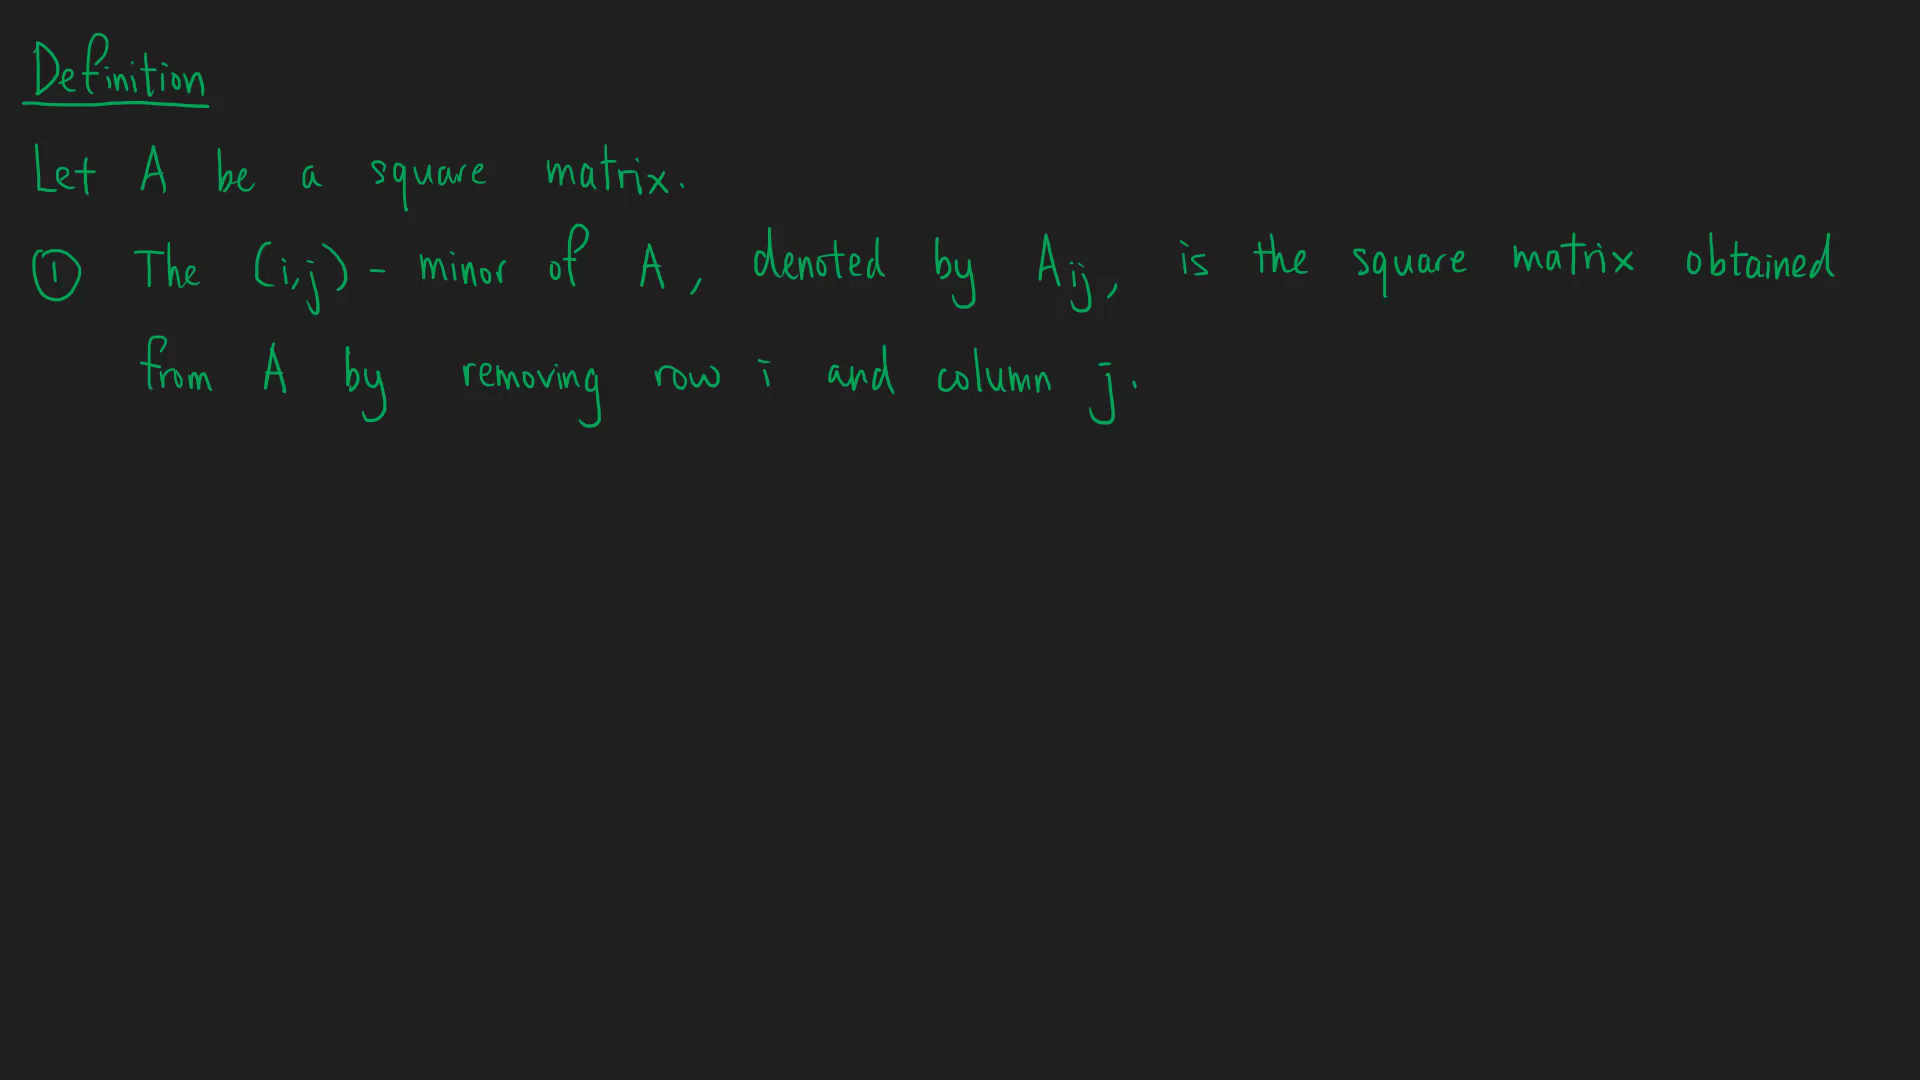 Definition
Let A be a square matrix.
① The (i,j)-minor of A, denoted by Aij, is the square matrix obtained
from A by removing row i and column j.